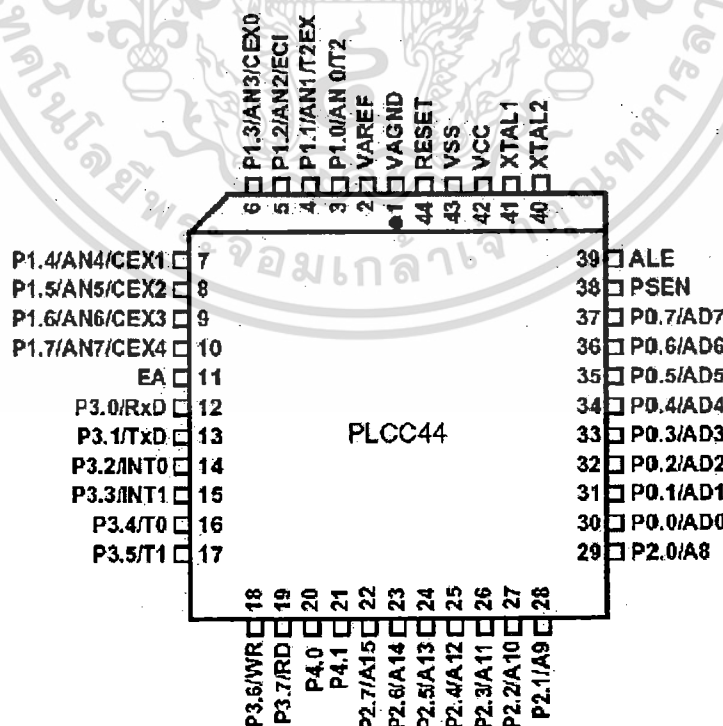 P1.3/AN3/CEX0
P1.2/AN2/ECI
P1.1/AN1/T2EX
P1.0/AN 0/T2
VAREF
VAGND
RESET
VSS
VCC
XTAL1
XTAL2
6 5 4 3 2 1 44 43 42 41 40
P1.4/AN4/CEX1 7
P1.5/AN5/CEX2 8
P1.6/AN6/CEX3 9
P1.7/AN7/CEX4 10
EA 11
P3.0/RxD 12
P3.1/TxD 13
P3.2/INT0 14
P3.3/INT1 15
P3.4/T0 16
P3.5/T1 17
PLCC44
39 ALE
38 PSEN
37 P0.7/AD7
36 P0.6/AD6
35 P0.5/AD5
34 P0.4/AD4
33 P0.3/AD3
32 P0.2/AD2
31 P0.1/AD1
30 P0.0/AD0
29 P2.0/A8
18 19 20 21 22 23 24 25 26 27 28
P3.6/WR
P3.7/RD
P4.0
P4.1
P2.7/A15
P2.6/A14
P2.5/A13
P2.4/A12
P2.3/A11
P2.2/A10
P2.1/A9